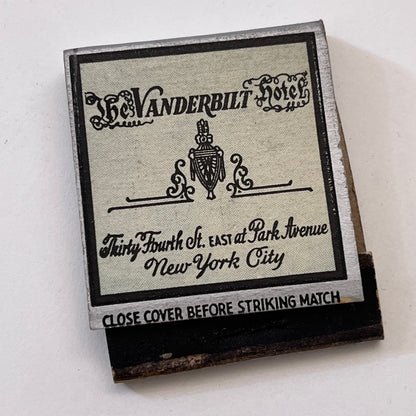 The VANDERBILT Hotel
Thirty Fourth St. EAST at Park Avenue
New York City
CLOSE COVER BEFORE STRIKING MATCH